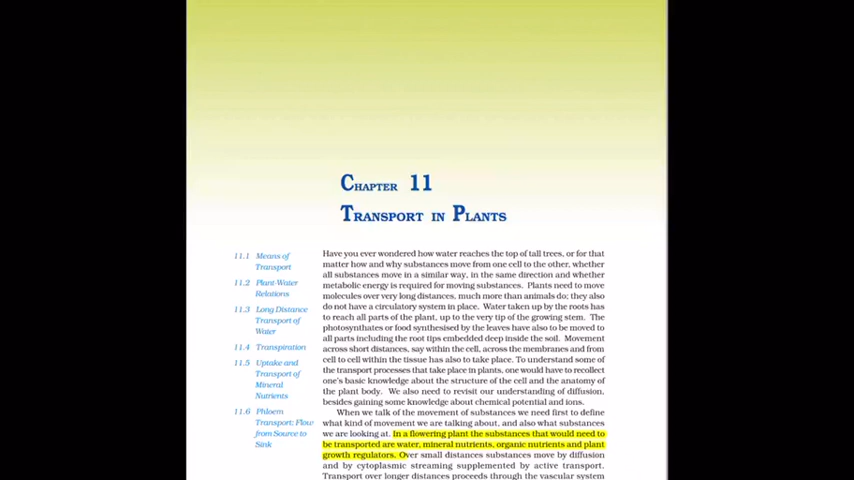 CHAPTER 11
TRANSPORT IN PLANTS
11.1 Means of
Transport
11.2 Plant-Water
Relations
11.3 Long Distance
Transport of
Water
11.4 Transpiration
11.5 Uptake and
Transport of
Mineral
Nutrients
11.6 Phloem
Transport: Flow
from Source to
Sink
Have you ever wondered how water reaches the top of tall trees, or for that
matter how and why substances move from one cell to the other, whether
all substances move in a similar way, in the same direction and whether
metabolic energy is required for moving substances. Plants need to move
molecules over very long distances, much more than animals do; they also
do not have a circulatory system in place. Water taken up by the roots has
to reach all parts of the plant, up to the very tip of the growing stem. The
photosynthates or food synthesised by the leaves have also to be moved to
all parts including the root tips embedded deep inside the soil. Movement
across short distances, say within the cell, across the membranes and from
cell to cell within the tissue has also to take place. To understand some of
the transport processes that take place in plants, one would have to recollect
one's basic knowledge about the structure of the cell and the anatomy of
the plant body. We also need to revisit our understanding of diffusion,
besides gaining some knowledge about chemical potential and ions.
When we talk of the movement of substances we need first to define
what kind of movement we are talking about, and also what substances
we are looking at. In a flowering plant the substances that would need to
be transported are water, mineral nutrients, organic nutrients and plant
growth regulators. Over small distances substances move by diffusion
and by cytoplasmic streaming supplemented by active transport.
Transport over longer distances proceeds through the vascular system